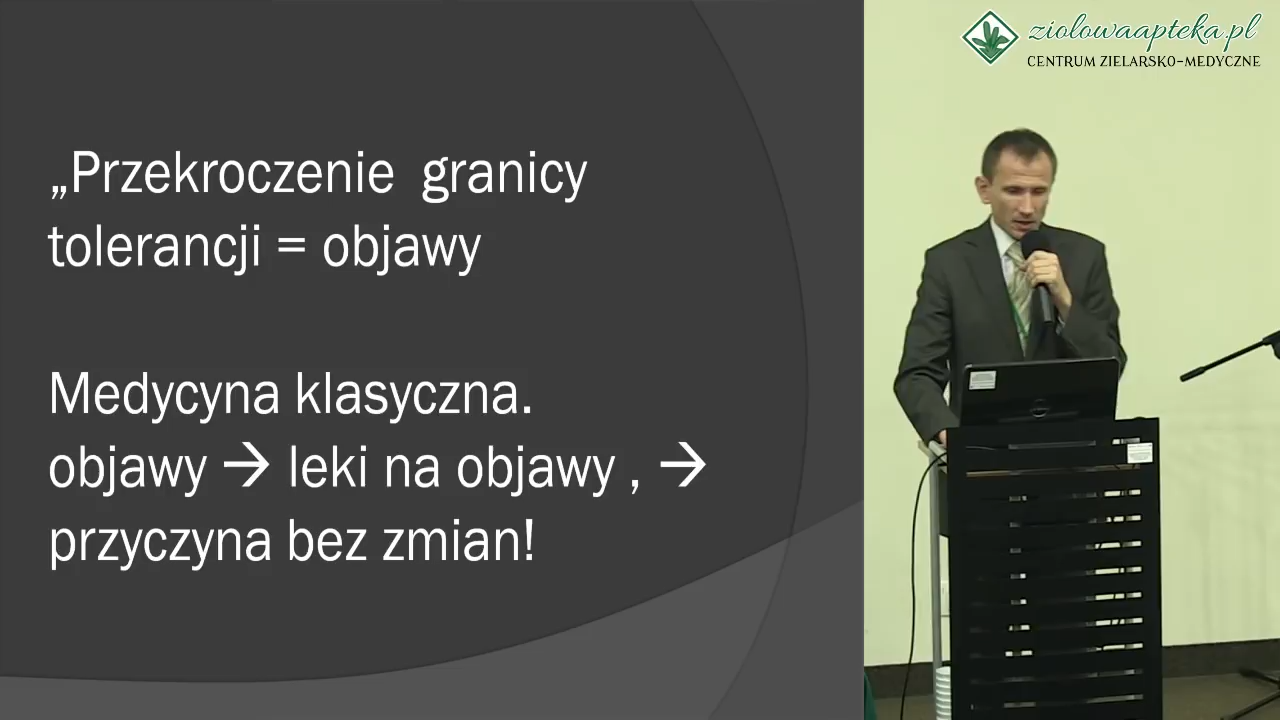 „Przekroczenie granicy
tolerancji = objawy
Medycyna klasyczna.
objawy → leki na objawy , →
przyczyna bez zmian!
ziolowaapteka.pl
CENTRUM ZIELARSKO-MEDYCZNE